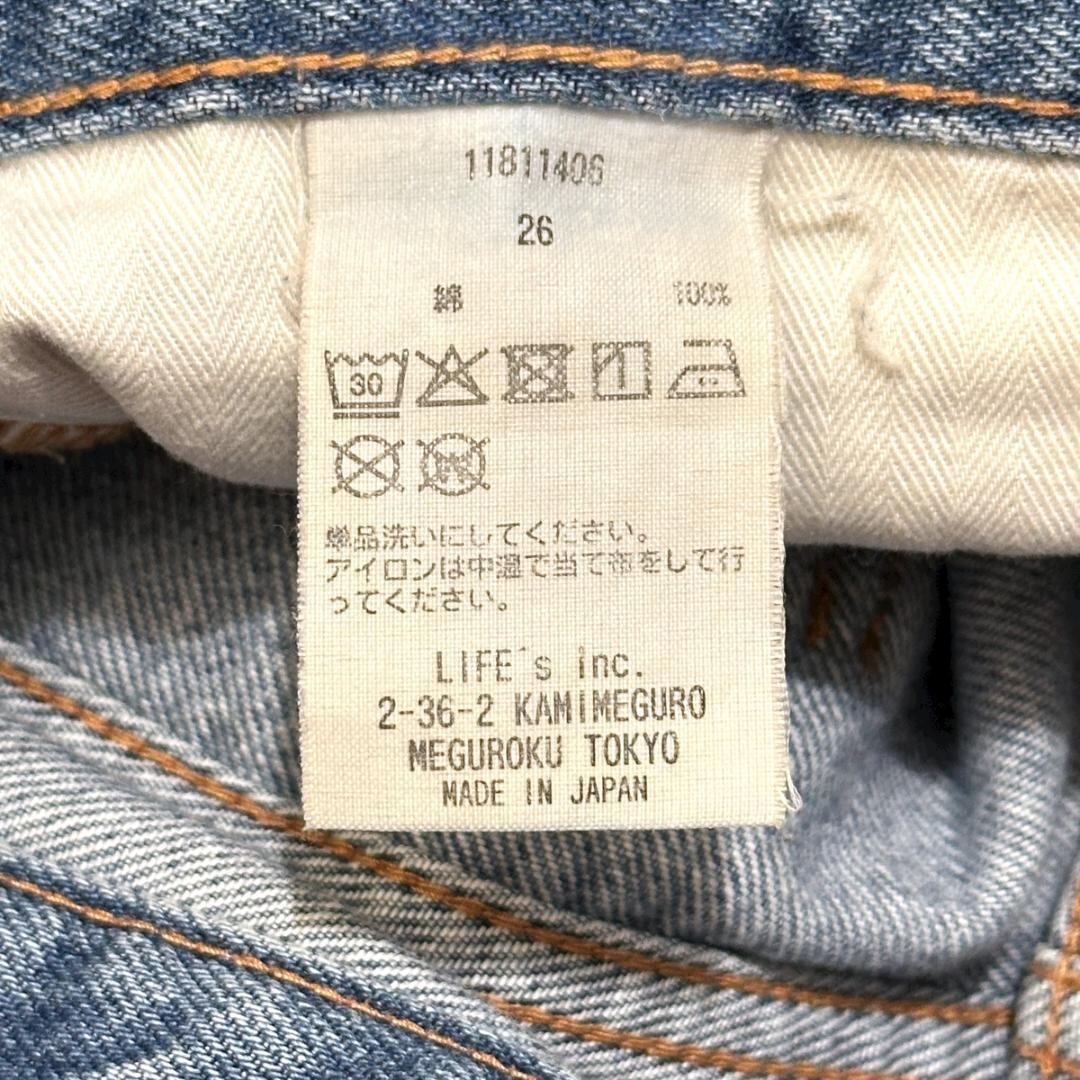 11811406
26
綿 100%
30
単品洗いにしてください。
アイロンは中温で当て布をして行
ってください。
LIFE´s inc.
2-36-2 KAMIMEGURO
MEGUROKU TOKYO
MADE IN JAPAN